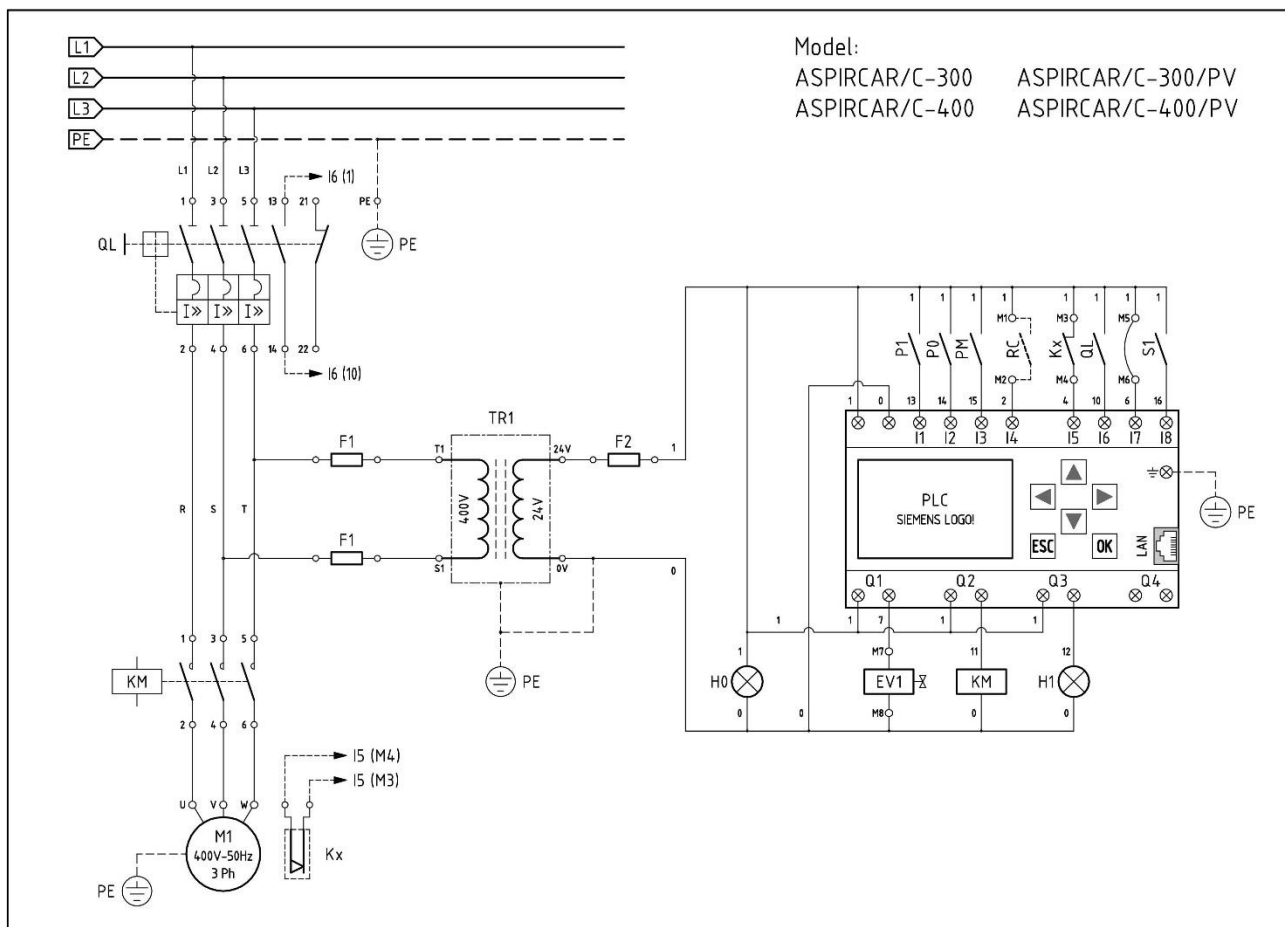 L1
L2
L3
PE
Model:
ASPIRCAR/C-300 ASPIRCAR/C-300/PV
ASPIRCAR/C-400 ASPIRCAR/C-400/PV
L1 L2 L3
I6 (1)
1 3 5 13 21 PE
QL
PE
I» I» I»
2 4 6 14 22
I6 (10)
1 1 1 1 1 1 1 1
M1 M3 M5
P1 P0 PM RC Kx QL S1
M2 M4 M6
1 0 13 14 15 2 4 10 6 16
I1 I2 I3 I4 I5 I6 I7 I8
TR1
F1 T1 24V F2 1
400V 24V
R S T
F1 S1 0V 0
PE
PLC
SIEMENS LOGO!
ESC OK
LAN
PE
Q1 Q2 Q3 Q4
1 1 7 1 1
1 3 5
KM
2 4 6
PE
1 M7 11 12
H0 EV1 KM H1
0 0 M8 0 0
I5 (M4)
I5 (M3)
U V W
M1
400V-50Hz
3 Ph
Kx
PE